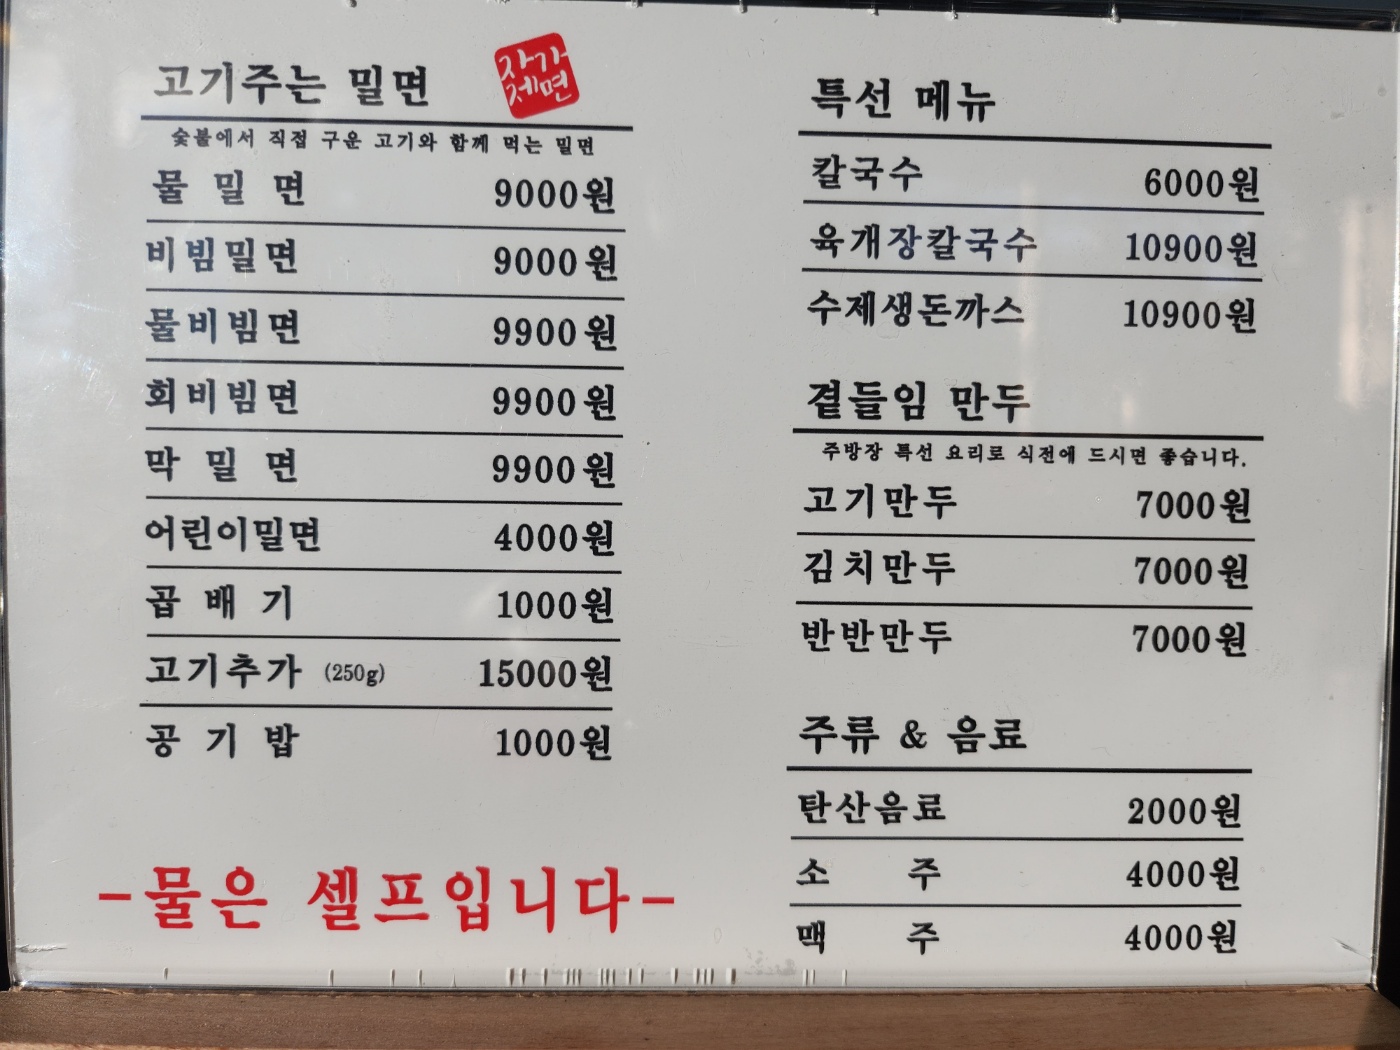 고기주는 밀면
자가
제면
숯불에서 직접 구운 고기와 함께 먹는 밀면
물 밀 면 9000원
비빔밀면 9000원
물비빔면 9900원
회비빔면 9900원
막 밀 면 9900원
어린이밀면 4000원
곱 배 기 1000원
고기추가 (250g) 15000원
공 기 밥 1000원
-물은 셀프입니다-
특선 메뉴
칼국수 6000원
육개장칼국수 10900원
수제생돈까스 10900원
곁들임 만두
주방장 특선 요리로 식전에 드시면 좋습니다.
고기만두 7000원
김치만두 7000원
반반만두 7000원
주류 & 음료
탄산음료 2000원
소 주 4000원
맥 주 4000원